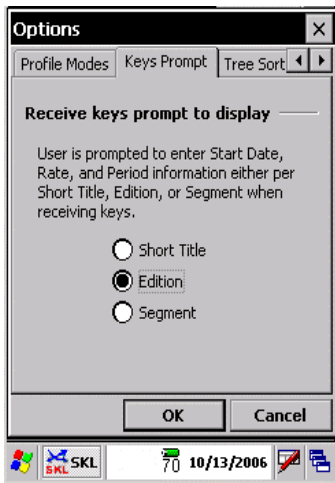 Options
Profile Modes Keys Prompt Tree Sort
Receive keys prompt to display
User is prompted to enter Start Date,
Rate, and Period information either per
Short Title, Edition, or Segment when
receiving keys.
Short Title
Edition
Segment
OK Cancel
SKL SKL 70 10/13/2006